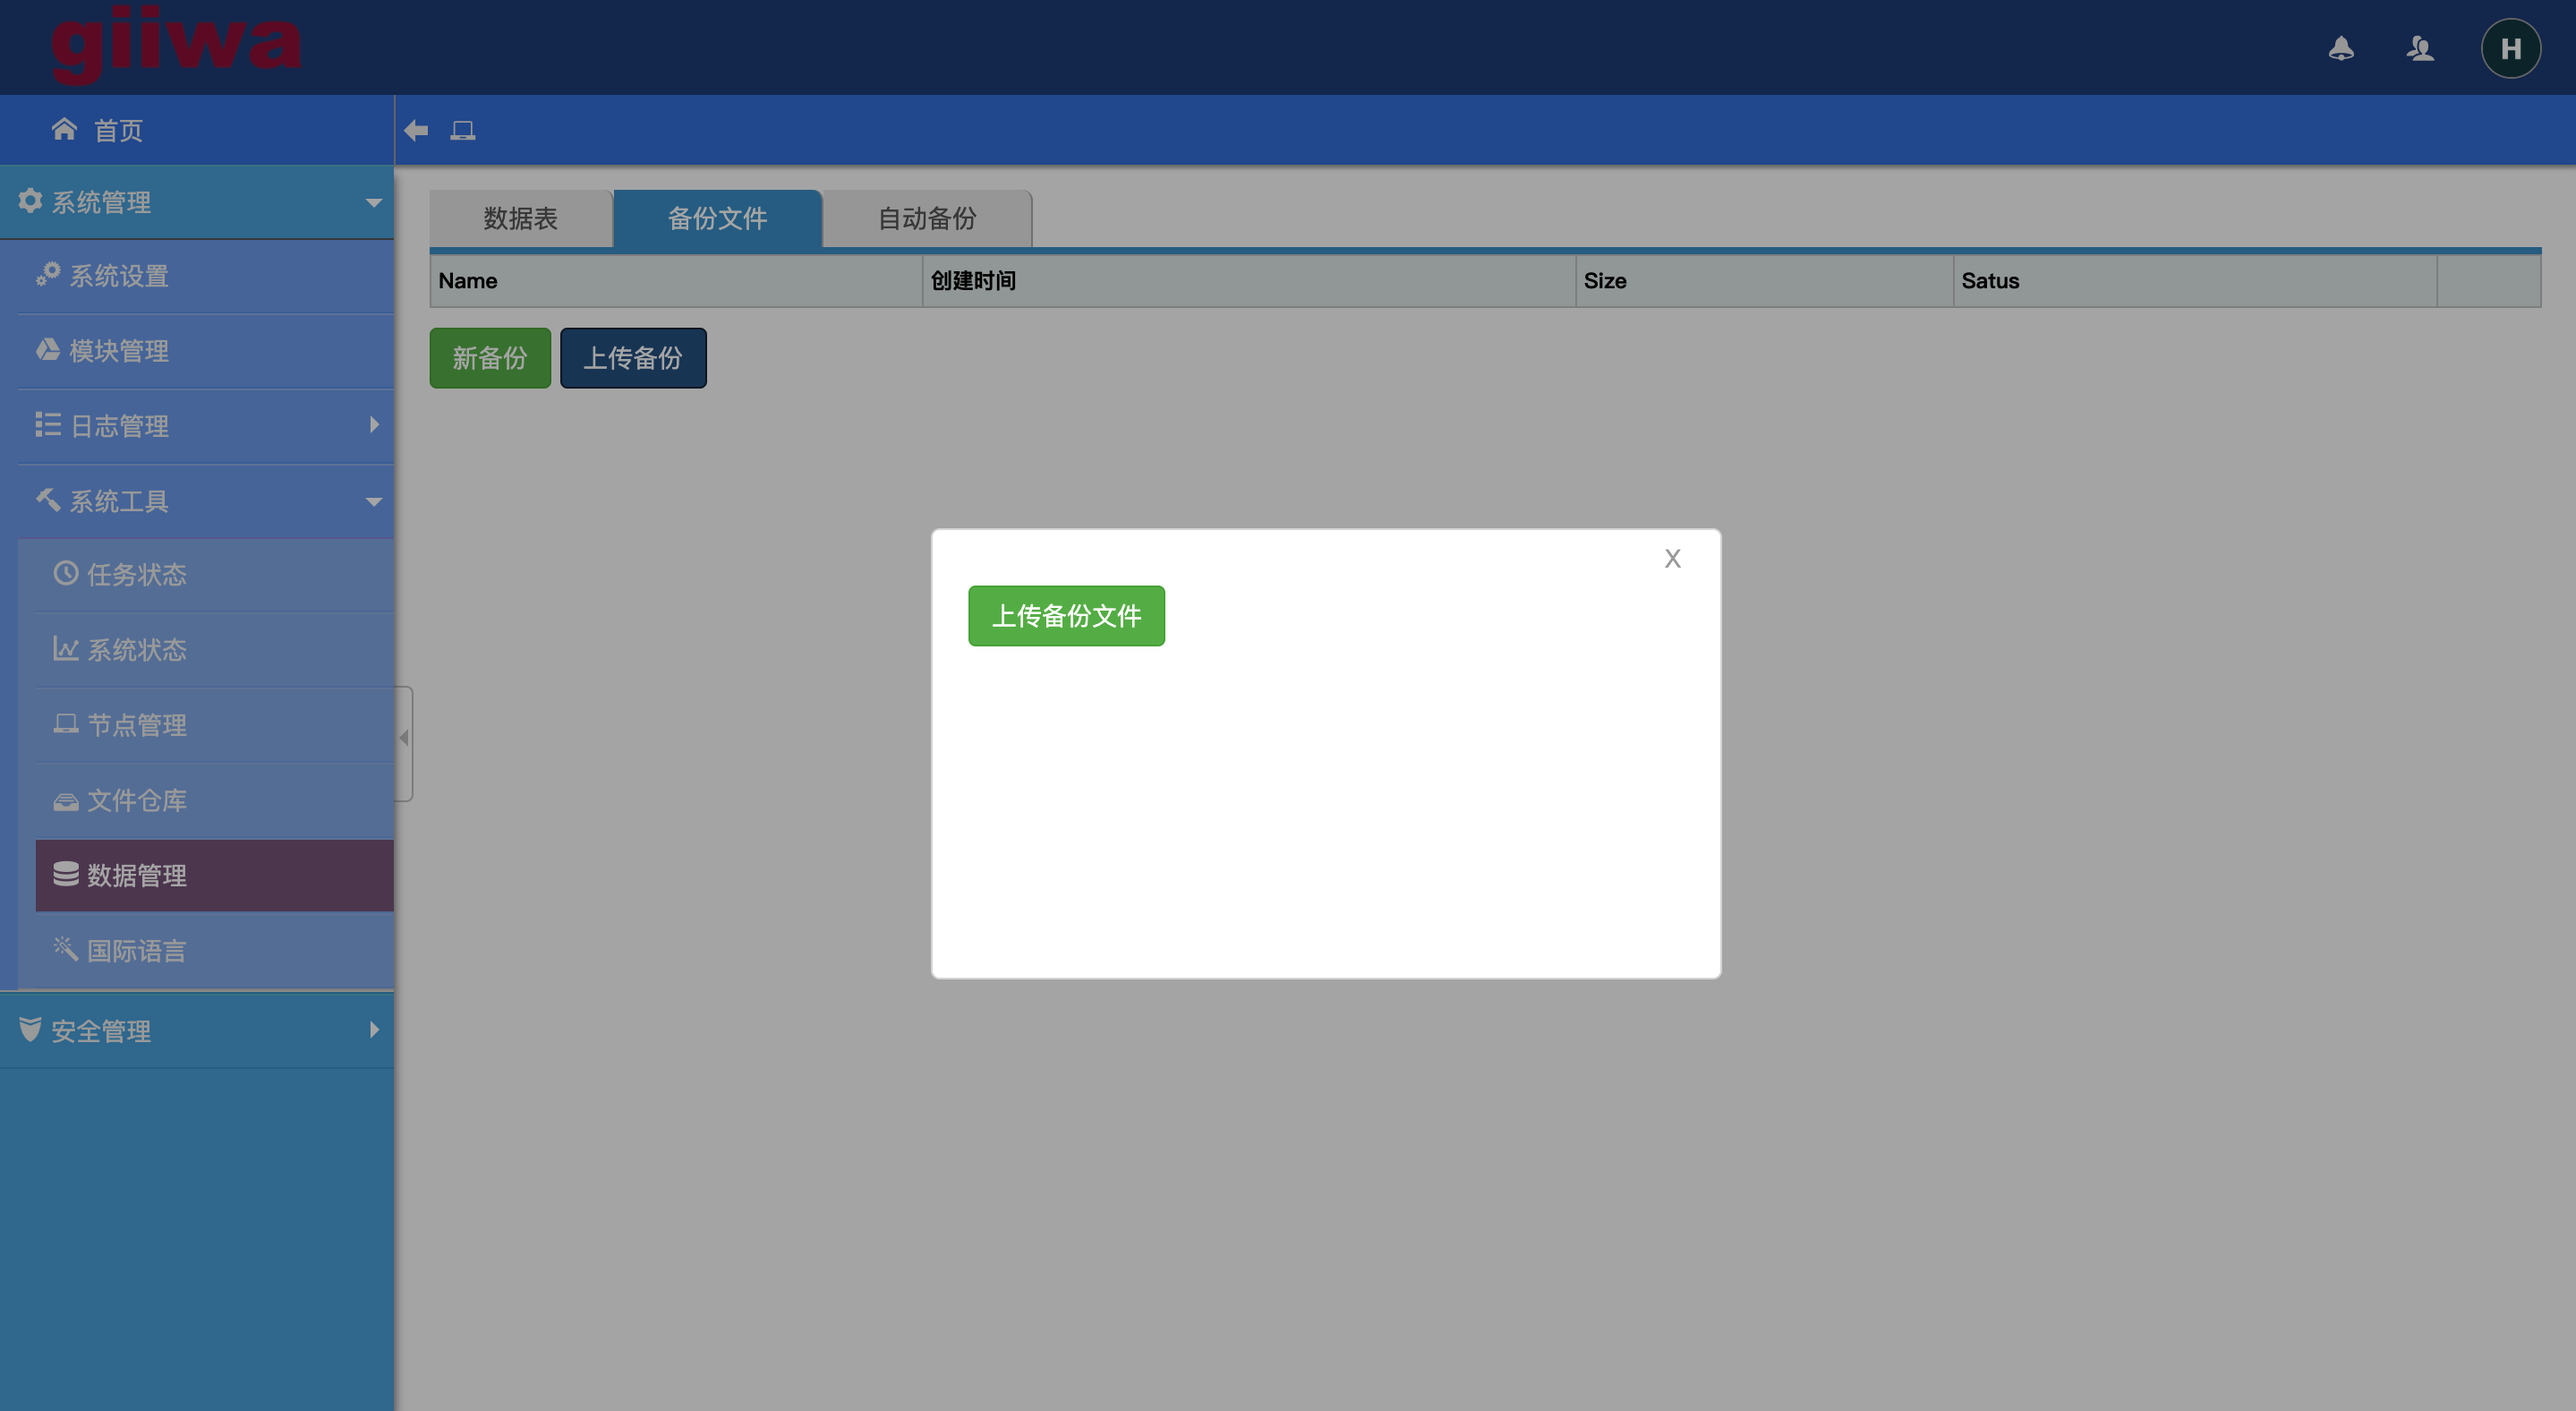 giiwa
H
首页
系统管理
系统设置
模块管理
日志管理
系统工具
任务状态
系统状态
节点管理
文件仓库
数据管理
国际语言
安全管理
数据表 备份文件 自动备份
Name 创建时间 Size Satus
新备份 上传备份
X
上传备份文件